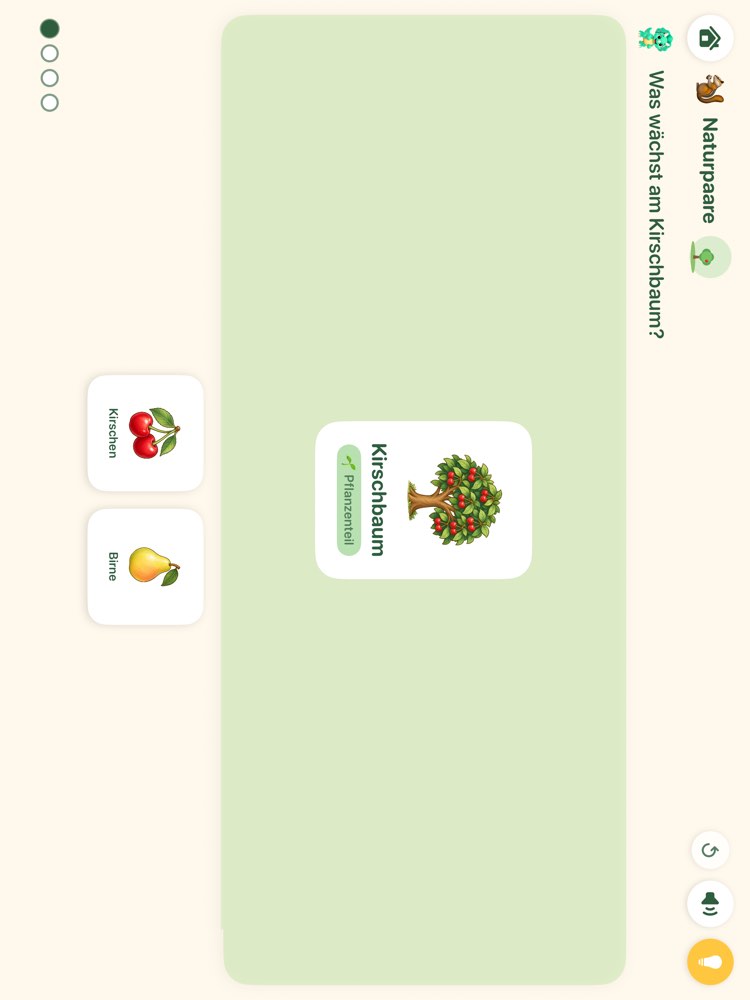 Naturpaare
Was wächst am Kirschbaum?
Kirschbaum
Pflanzenteil
Kirschen
Birne